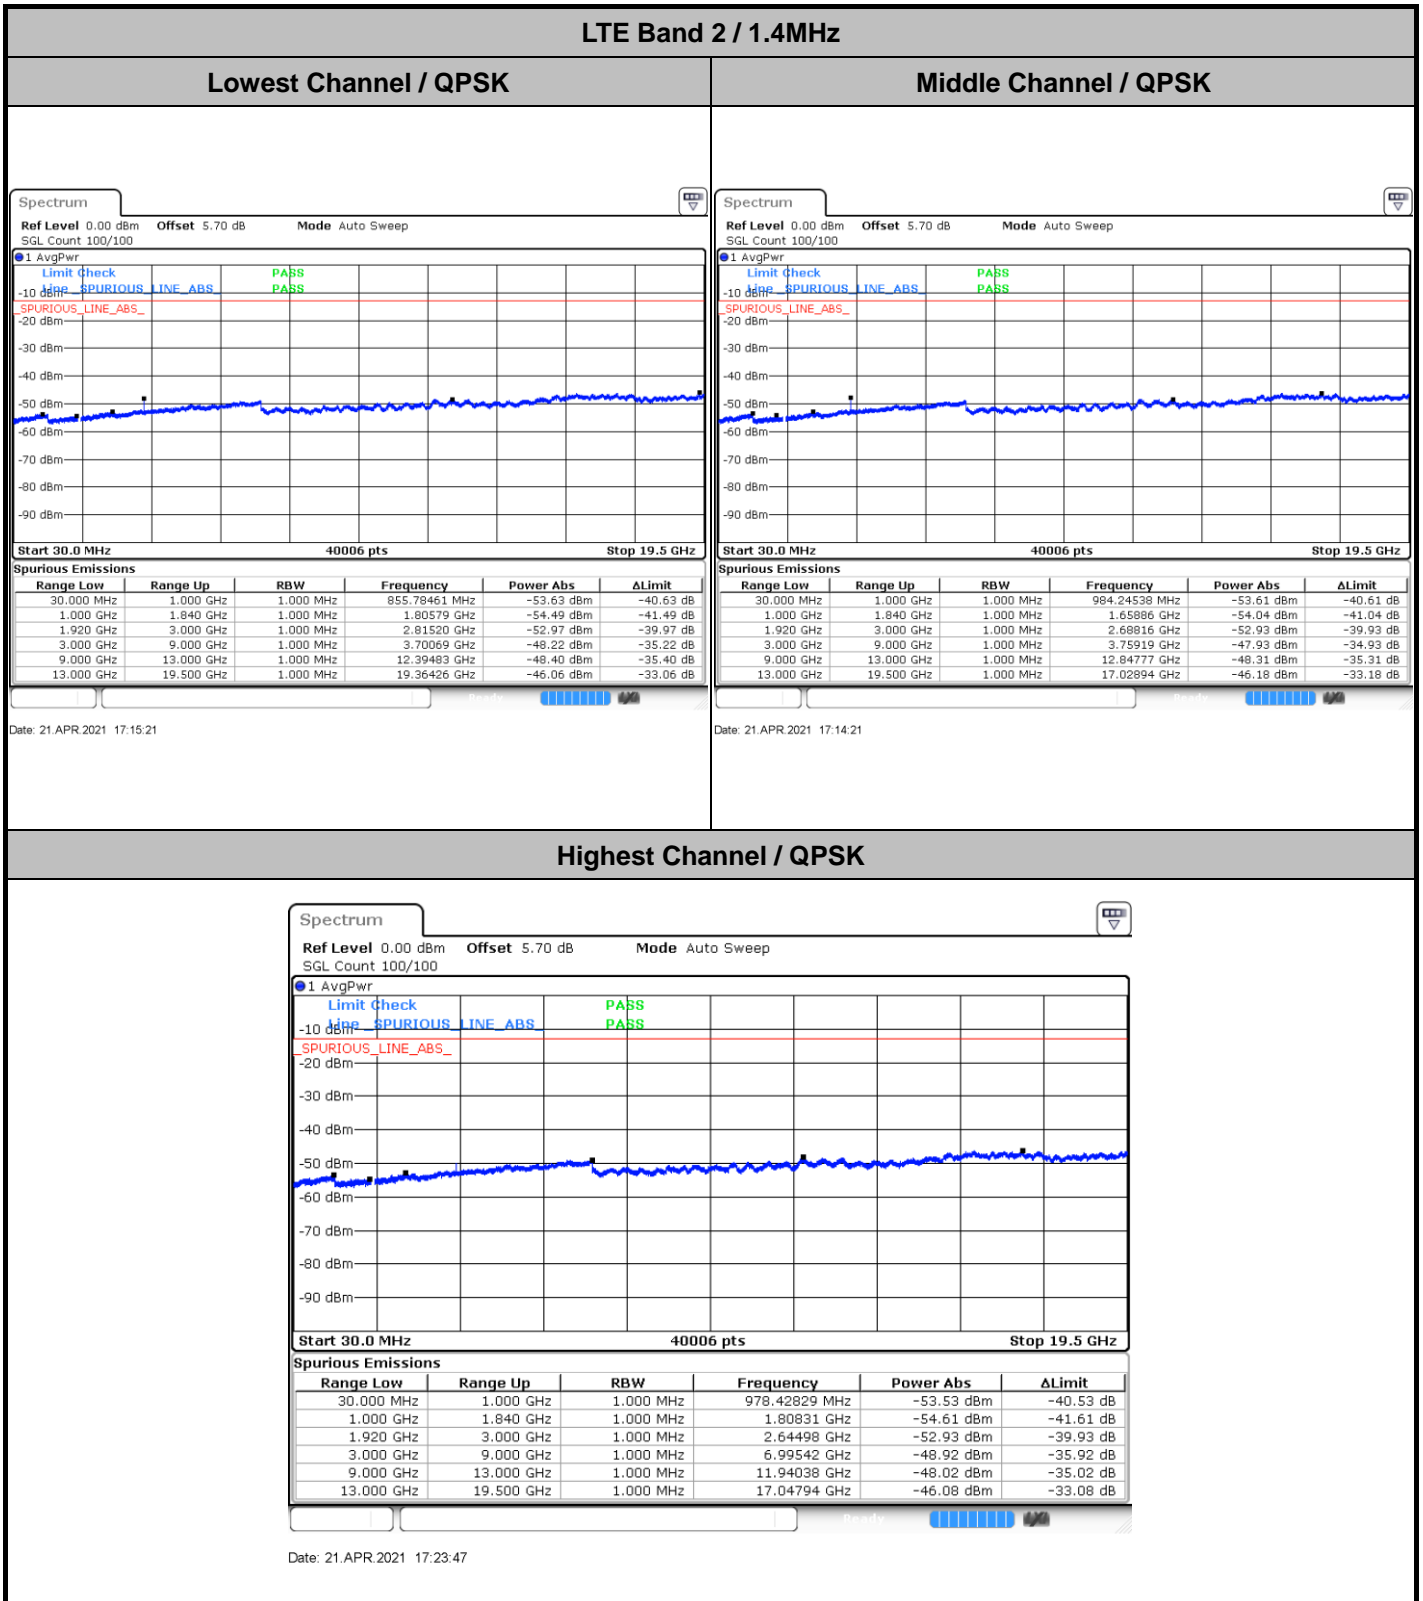 LTE Band 2 / 1.4MHz
Lowest Channel / QPSK
Middle Channel / QPSK
Spectrum
Ref Level 0.00 dBm Offset 5.70 dB Mode Auto Sweep
SGL Count 100/100
1 AvgPwr
Limit Check PASS
Line _SPURIOUS_LINE_ABS_ PASS
-10 dBm
_SPURIOUS_LINE_ABS_
-20 dBm
-30 dBm
-40 dBm
-50 dBm
-60 dBm
-70 dBm
-80 dBm
-90 dBm
Start 30.0 MHz 40006 pts Stop 19.5 GHz
Spurious Emissions
Range Low Range Up RBW Frequency Power Abs ΔLimit
30.000 MHz 1.000 GHz 1.000 MHz 855.78461 MHz -53.63 dBm -40.63 dB
1.000 GHz 1.840 GHz 1.000 MHz 1.80579 GHz -54.49 dBm -41.49 dB
1.920 GHz 3.000 GHz 1.000 MHz 2.81520 GHz -52.97 dBm -39.97 dB
3.000 GHz 9.000 GHz 1.000 MHz 3.70069 GHz -48.22 dBm -35.22 dB
9.000 GHz 13.000 GHz 1.000 MHz 12.39483 GHz -48.40 dBm -35.40 dB
13.000 GHz 19.500 GHz 1.000 MHz 19.36426 GHz -46.06 dBm -33.06 dB
Ready
Date: 21.APR.2021 17:15:21
Spectrum
Ref Level 0.00 dBm Offset 5.70 dB Mode Auto Sweep
SGL Count 100/100
1 AvgPwr
Limit Check PASS
Line _SPURIOUS_LINE_ABS_ PASS
-10 dBm
_SPURIOUS_LINE_ABS_
-20 dBm
-30 dBm
-40 dBm
-50 dBm
-60 dBm
-70 dBm
-80 dBm
-90 dBm
Start 30.0 MHz 40006 pts Stop 19.5 GHz
Spurious Emissions
Range Low Range Up RBW Frequency Power Abs ΔLimit
30.000 MHz 1.000 GHz 1.000 MHz 984.24538 MHz -53.61 dBm -40.61 dB
1.000 GHz 1.840 GHz 1.000 MHz 1.65886 GHz -54.04 dBm -41.04 dB
1.920 GHz 3.000 GHz 1.000 MHz 2.68816 GHz -52.93 dBm -39.93 dB
3.000 GHz 9.000 GHz 1.000 MHz 3.75919 GHz -47.93 dBm -34.93 dB
9.000 GHz 13.000 GHz 1.000 MHz 12.84777 GHz -48.31 dBm -35.31 dB
13.000 GHz 19.500 GHz 1.000 MHz 17.02894 GHz -46.18 dBm -33.18 dB
Ready
Date: 21.APR.2021 17:14:21
Highest Channel / QPSK
Spectrum
Ref Level 0.00 dBm Offset 5.70 dB Mode Auto Sweep
SGL Count 100/100
1 AvgPwr
Limit Check PASS
Line _SPURIOUS_LINE_ABS_ PASS
-10 dBm
_SPURIOUS_LINE_ABS_
-20 dBm
-30 dBm
-40 dBm
-50 dBm
-60 dBm
-70 dBm
-80 dBm
-90 dBm
Start 30.0 MHz 40006 pts Stop 19.5 GHz
Spurious Emissions
Range Low Range Up RBW Frequency Power Abs ΔLimit
30.000 MHz 1.000 GHz 1.000 MHz 978.42829 MHz -53.53 dBm -40.53 dB
1.000 GHz 1.840 GHz 1.000 MHz 1.80831 GHz -54.61 dBm -41.61 dB
1.920 GHz 3.000 GHz 1.000 MHz 2.64498 GHz -52.93 dBm -39.93 dB
3.000 GHz 9.000 GHz 1.000 MHz 6.99542 GHz -48.92 dBm -35.92 dB
9.000 GHz 13.000 GHz 1.000 MHz 11.94038 GHz -48.02 dBm -35.02 dB
13.000 GHz 19.500 GHz 1.000 MHz 17.04794 GHz -46.08 dBm -33.08 dB
Ready
Date: 21.APR.2021 17:23:47